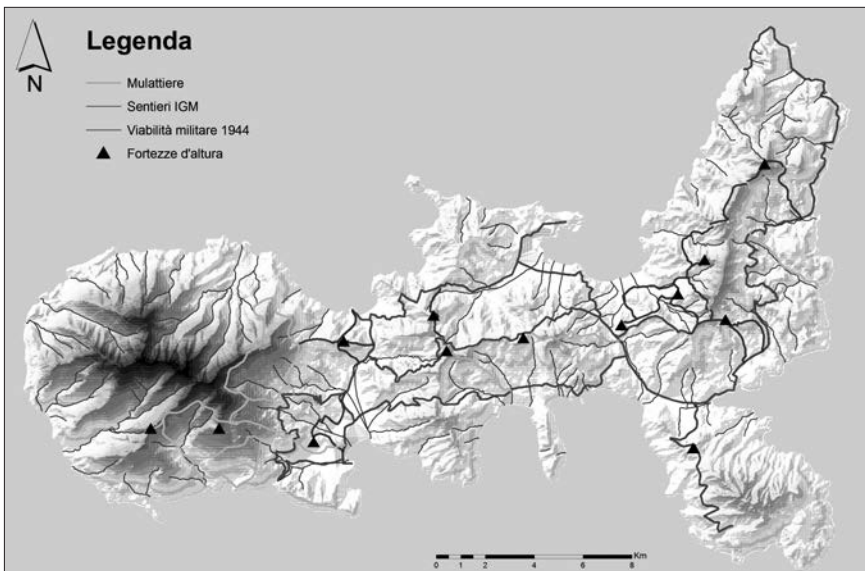 Legenda
N
Mulattiere
Sentieri IGM
Viabilità militare 1944
Fortezze d'altura
Km
0 1 2 4 6 8